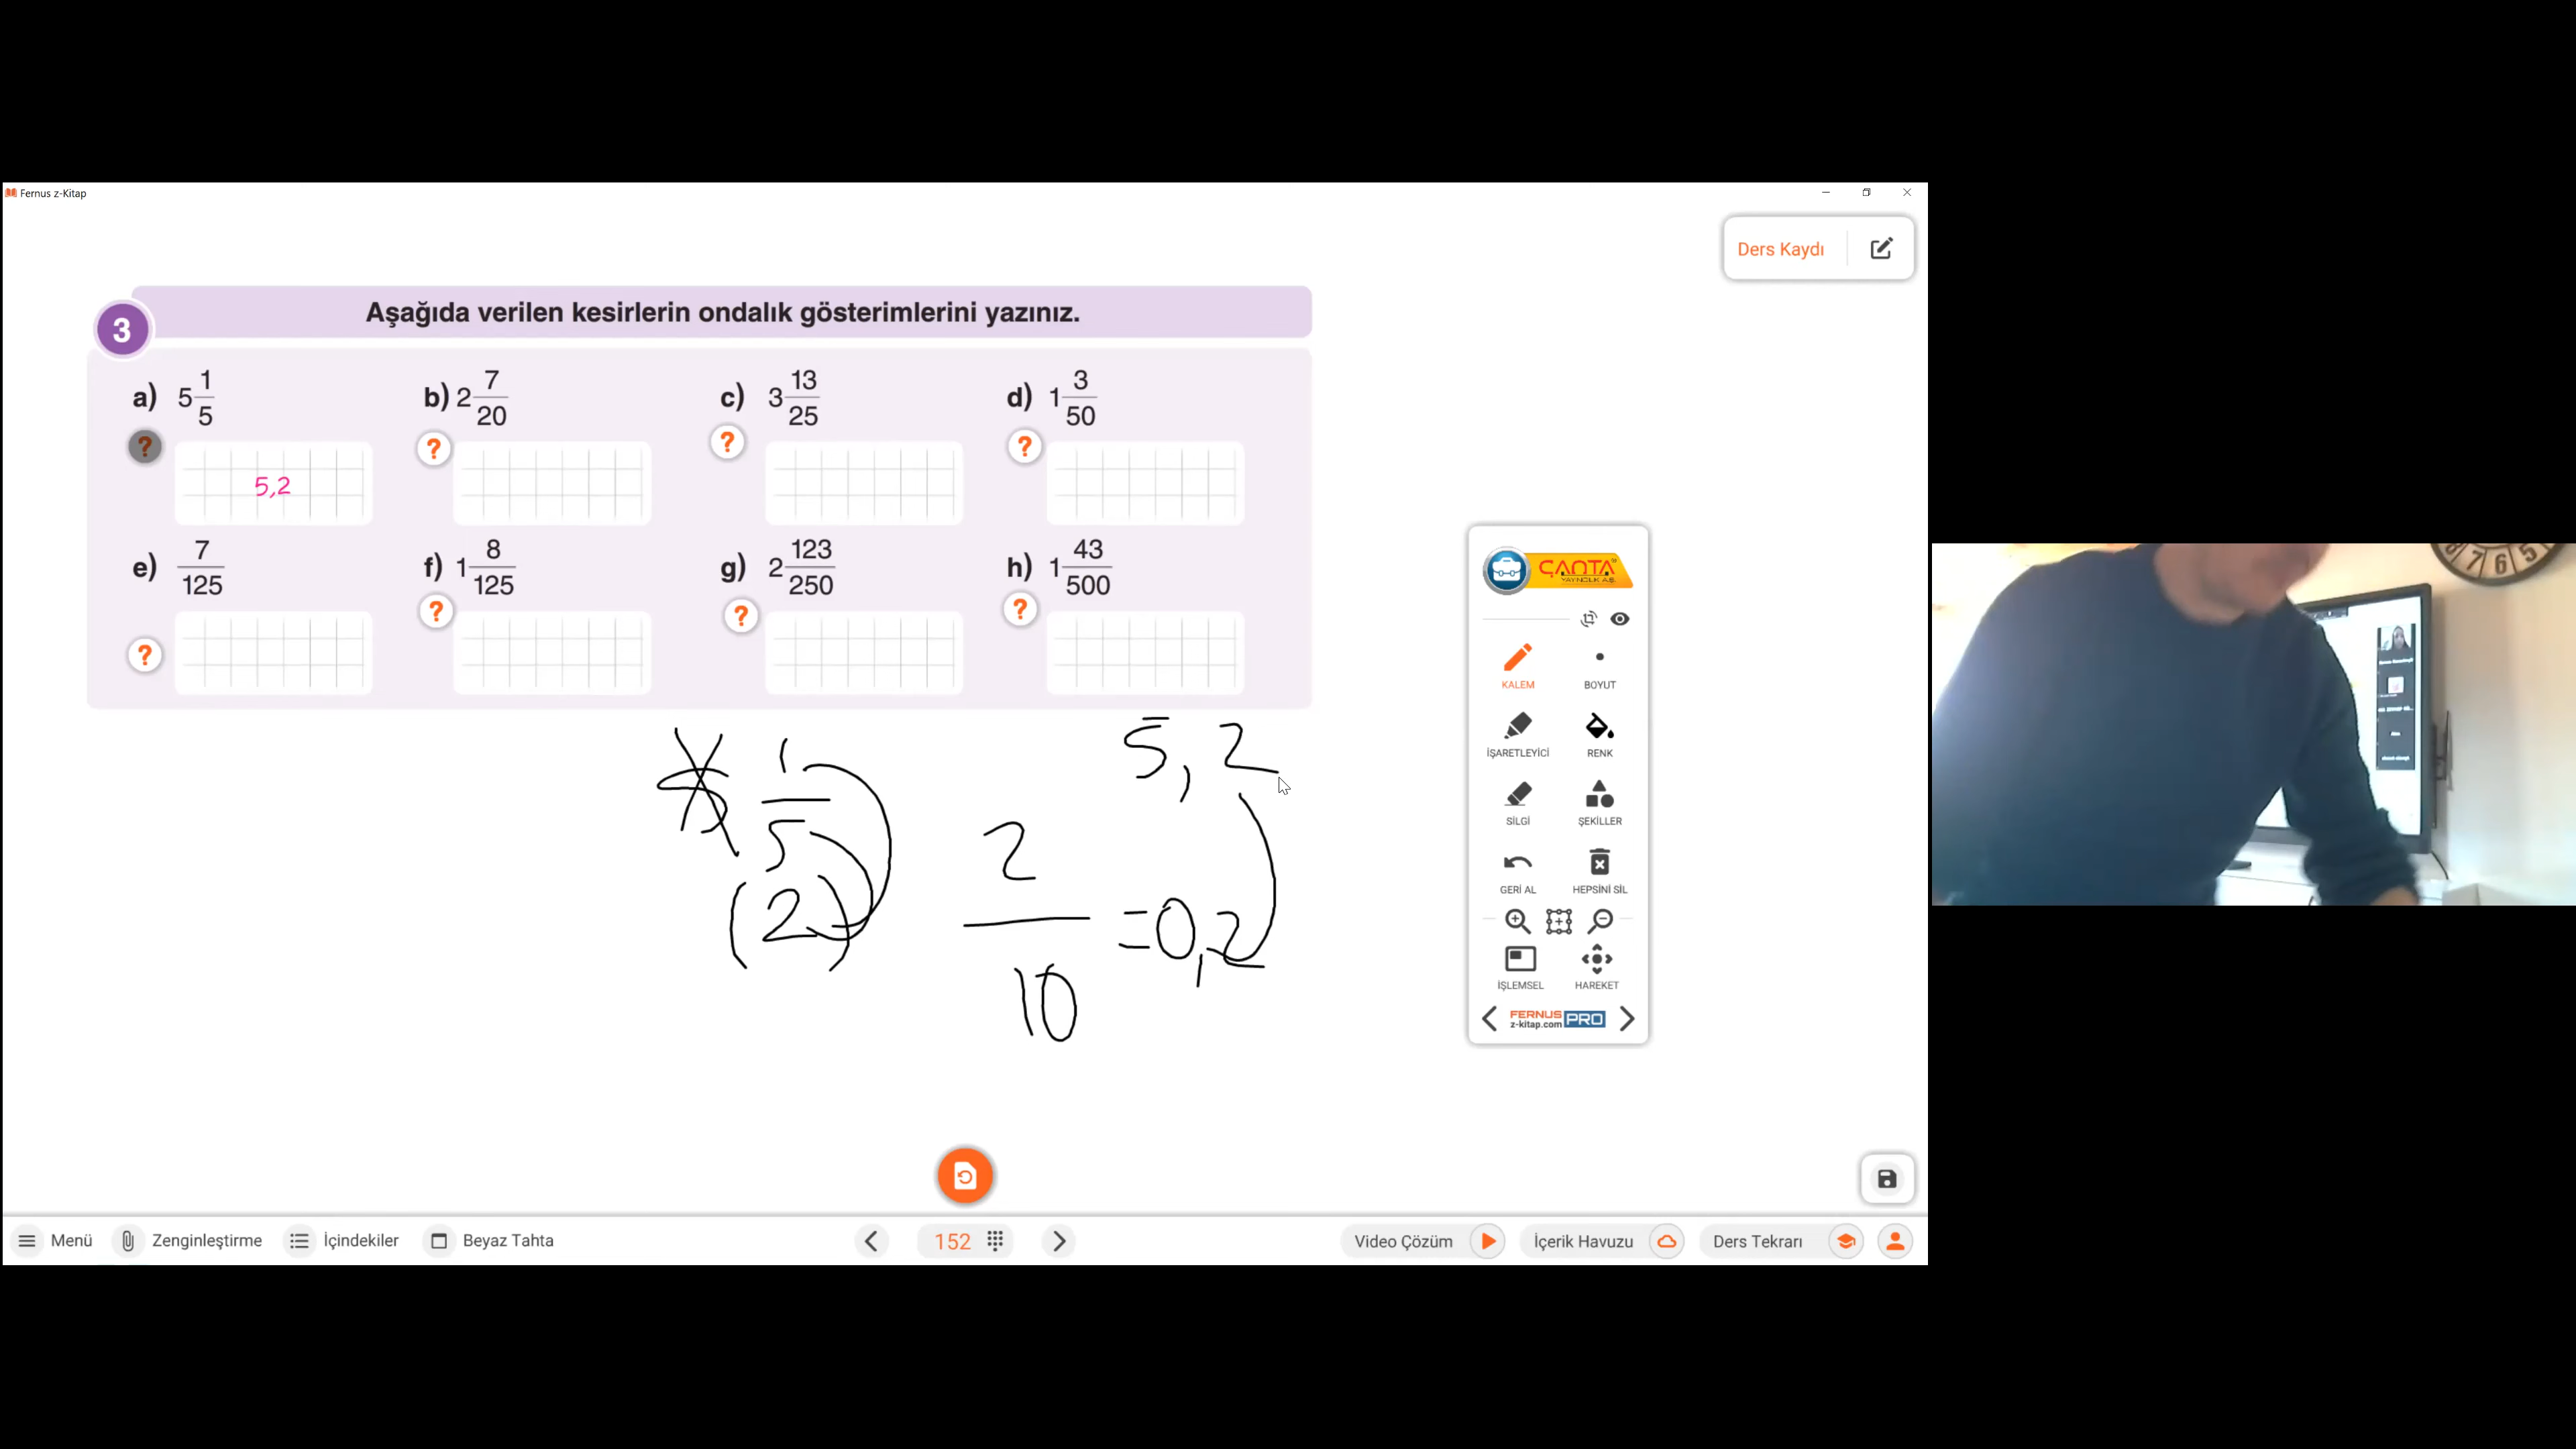 Fernus z-Kitap
Ders Kaydı
3 Aşağıda verilen kesirlerin ondalık gösterimlerini yazınız.
a) 5 1/5 b) 2 7/20 c) 3 13/25 d) 1 3/50
? ? ? ?
5,2
e) 7/125 f) 1 8/125 g) 2 123/250 h) 1 43/500
? ? ? ?
1/5
(2)
2/10 =0,2
5,2
ÇANTA
YAYINCILIK A.Ş.
KALEM BOYUT
İŞARETLEYİCİ RENK
SİLGİ ŞEKİLLER
GERİ AL HEPSİNİ SİL
İŞLEMSEL HAREKET
FERNUS PRO
z-kitap.com
7 6 5
Menü Zenginleştirme İçindekiler Beyaz Tahta 152 Video Çözüm İçerik Havuzu Ders Tekrarı